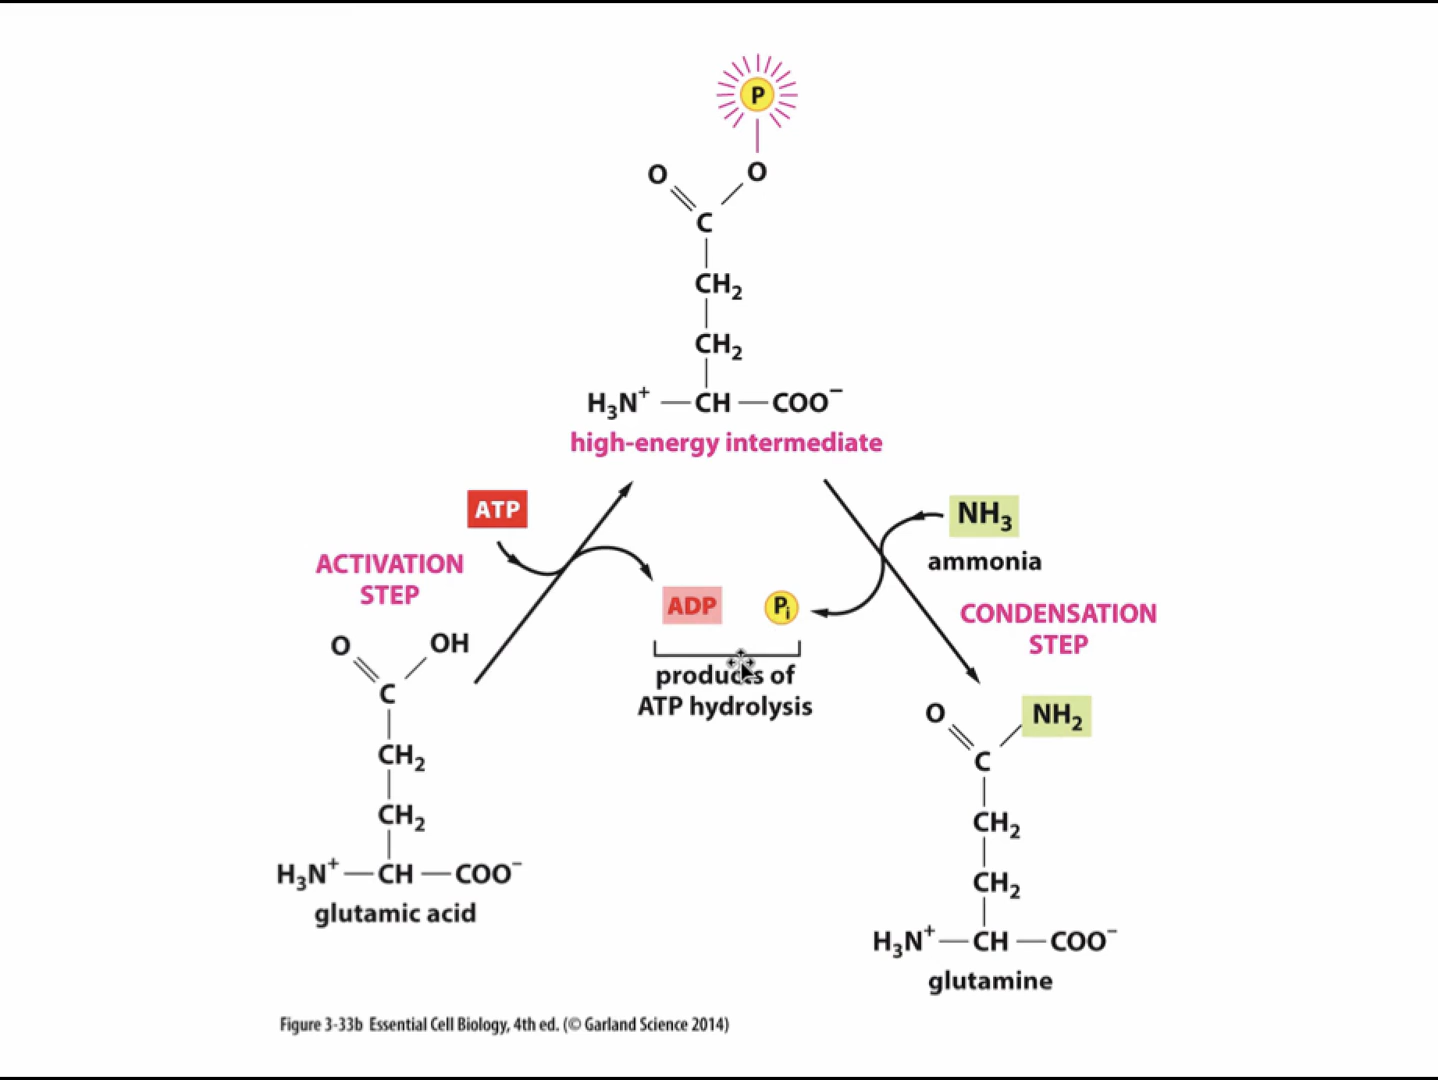 P
O
O
C
CH₂
CH₂
H₃N⁺ — CH — COO⁻
high-energy intermediate
ATP
NH₃
ammonia
ACTIVATION
STEP
ADP
Pᵢ
CONDENSATION
STEP
products of
ATP hydrolysis
O
OH
C
CH₂
CH₂
H₃N⁺ — CH — COO⁻
glutamic acid
O
NH₂
C
CH₂
CH₂
H₃N⁺ — CH — COO⁻
glutamine
Figure 3-33b Essential Cell Biology, 4th ed. (© Garland Science 2014)